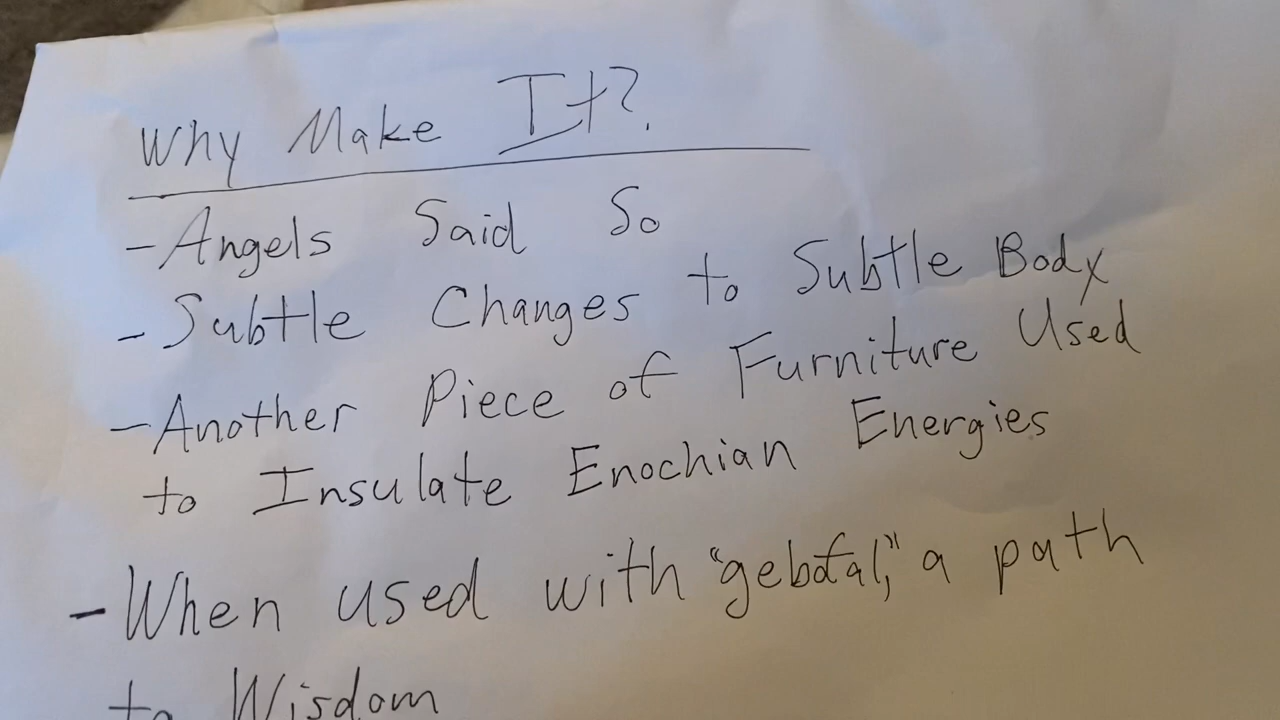 Why Make It?
- Angels Said So
- Subtle Changes to Subtle Body
- Another Piece of Furniture Used
to Insulate Enochian Energies
- When used with "gebofal," a path
to Wisdom